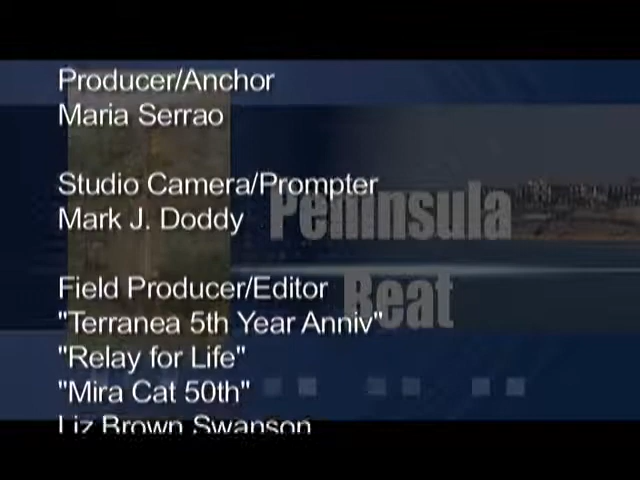 Producer/Anchor
Maria Serrao
Studio Camera/Prompter
Mark J. Doddy
Peninsula
Beat
Field Producer/Editor
"Terranea 5th Year Anniv"
"Relay for Life"
"Mira Cat 50th"
Liz Brown Swanson